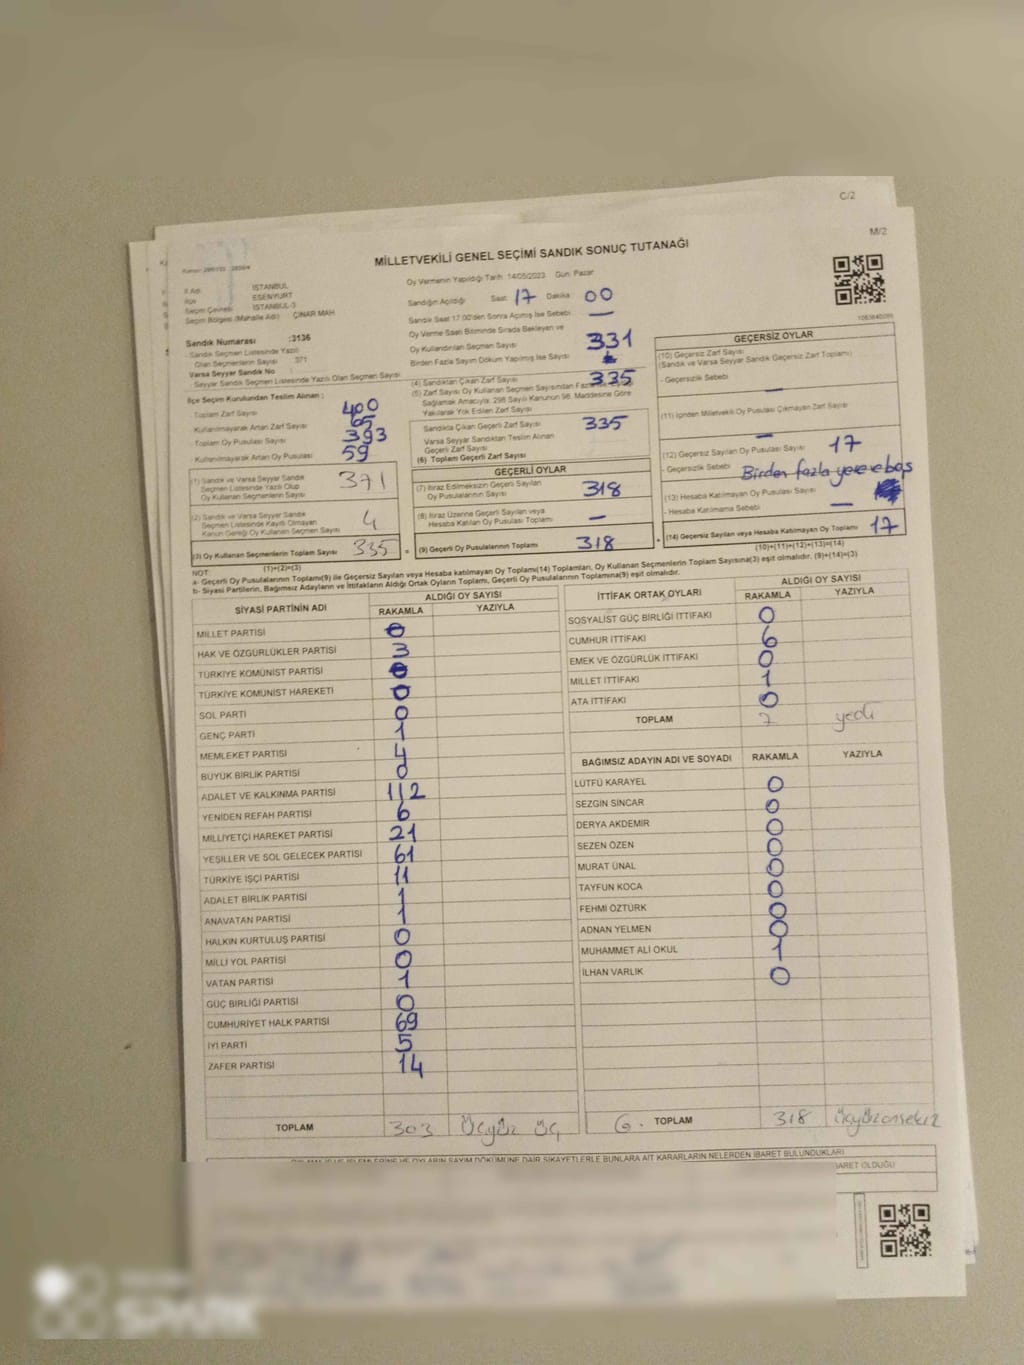 C/2
M/2
MİLLETVEKİLİ GENEL SEÇİMİ SANDIK SONUÇ TUTANAĞI
Oy Vermenin Yapıldığı Tarih 14/05/2023 Gün: Pazar
İl Adı İSTANBUL
İlçe ESENYURT
Seçim Çevresi İSTANBUL-3
Seçim Bölgesi (Mahalle Adı) ÇINAR MAH
Sandık Numarası :3136
- Sandık Seçmen Listesinde Yazılı
Olan Seçmenlerin Sayısı 371
Varsa Seyyar Sandık No
Seyyar Sandık Seçmen Listesinde Yazılı Olan Seçmen Sayısı
İlçe Seçim Kurulundan Teslim Alınan ;
- Toplam Zarf Sayısı 400
- Kullanılmayarak Artan Zarf Sayısı 65
- Toplam Oy Pusulası Sayısı 393
- Kullanılmayarak Artan Oy Pusulası 59
(1) Sandık ve Varsa Seyyar Sandık
Seçmen Listesinde Yazılı Olup
Oy Kullanan Seçmenlerin Sayısı 371
(2) Sandık ve Varsa Seyyar Sandık
Seçmen Listesinde Kayıtlı Olmayan
Kanun Gereği Oy Kullanan Seçmen Sayısı 4
(3) Oy Kullanan Seçmenlerin Toplam Sayısı 335
(1)+(2)=(3)
Sandığın Açıldığı Saat 17 Dakika 00
Sandık Saat 17.00'den Sonra Açılmış İse Sebebi —
Oy Verme Saati Bitiminde Sırada Bekleyen ve
Oy Kullandırılan Seçmen Sayısı 331
Birden Fazla Sayım Döküm Yapılmış İse Sayısı
(4) Sandıktan Çıkan Zarf Sayısı 335
(5) Zarf Sayısı Oy Kullanan Seçmen Sayısından
Sağlamak Amacıyla, 298 Sayılı Kanunun 98. Maddesine Göre
Yakılarak Yok Edilen Zarf Sayısı
Sandıkta Çıkan Geçerli Zarf Sayısı 335
Varsa Seyyar Sandıktan Teslim Alınan
Geçerli Zarf Sayısı
(6) Toplam Geçerli Zarf Sayısı
GEÇERLİ OYLAR
(7) İtiraz Edilmeksizin Geçerli Sayılan
Oy Pusulalarının Sayısı 318
(8) İtiraz Üzerine Geçerli Sayılan veya
Hesaba Katılan Oy Pusulası Toplamı —
= (9) Geçerli Oy Pusulalarının Toplamı 318
1063640099
GEÇERSİZ OYLAR
(10) Geçersiz Zarf Sayısı
(Sandık ve Varsa Seyyar Sandık Geçersiz Zarf Toplamı)
- Geçersizlik Sebebi —
(11) İçinden Milletvekili Oy Pusulası Çıkmayan Zarf Sayısı
—
(12) Geçersiz Sayılan Oy Pusulası Sayısı 17
- Geçersizlik Sebebi Birden fazla yere
(13) Hesaba Katılmayan Oy Pusulası Sayısı
- Hesaba Katılmama Sebebi —
+ (14) Geçersiz Sayılan veya Hesaba Katılmayan Oy Toplamı 17
(10)+(11)+(12)+(13)=(14)
NOT:
a- Geçerli Oy Pusulalarının Toplamı(9) ile Geçersiz Sayılan veya Hesaba katılmayan Oy Toplamı(14) Toplamları, Oy Kullanan Seçmenlerin Toplam Sayısına(3) eşit olmalıdır. (9)+(14)=(3)
b- Siyasi Partilerin, Bağımsız Adayların ve İttifakların Aldığı Ortak Oyların Toplamı, Geçerli Oy Pusulalarının Toplamına(9) eşit olmalıdır.
SİYASİ PARTİNİN ADI ALDIĞI OY SAYISI
RAKAMLA YAZIYLA
MİLLET PARTİSİ 0
HAK VE ÖZGÜRLÜKLER PARTİSİ 3
TÜRKİYE KOMÜNİST PARTİSİ 0
TÜRKİYE KOMÜNİST HAREKETİ 0
SOL PARTİ 0
GENÇ PARTİ 1
MEMLEKET PARTİSİ 4
BÜYÜK BİRLİK PARTİSİ 0
ADALET VE KALKINMA PARTİSİ 112
YENİDEN REFAH PARTİSİ 6
MİLLİYETÇİ HAREKET PARTİSİ 21
YEŞİLLER VE SOL GELECEK PARTİSİ 61
TÜRKİYE İŞÇİ PARTİSİ 11
ADALET BİRLİK PARTİSİ 1
ANAVATAN PARTİSİ 1
HALKIN KURTULUŞ PARTİSİ 0
MİLLİ YOL PARTİSİ 0
VATAN PARTİSİ 1
GÜÇ BİRLİĞİ PARTİSİ 0
CUMHURİYET HALK PARTİSİ 69
İYİ PARTİ 5
ZAFER PARTİSİ 14
TOPLAM 303 Üçyüz üç
İTTİFAK ORTAK OYLARI ALDIĞI OY SAYISI
RAKAMLA YAZIYLA
SOSYALİST GÜÇ BİRLİĞİ İTTİFAKI 0
CUMHUR İTTİFAKI 6
EMEK VE ÖZGÜRLÜK İTTİFAKI 0
MİLLET İTTİFAKI 1
ATA İTTİFAKI 0
TOPLAM 7 yedi
BAĞIMSIZ ADAYIN ADI VE SOYADI RAKAMLA YAZIYLA
LÜTFÜ KARAYEL 0
SEZGİN SİNCAR 0
DERYA AKDEMİR 0
SEZEN ÖZEN 0
MURAT ÜNAL 0
TAYFUN KOCA 0
FEHMİ ÖZTÜRK 0
ADNAN YELMEN 0
MUHAMMET ALİ OKUL 1
İLHAN VARLIK 0
G. TOPLAM 318 üçyüzonsekiz
OYLAMA İŞ VE İŞLEMLERİNE VE OYLARIN SAYIM DÖKÜMÜNE DAİR ŞİKAYETLERLE BUNLARA AİT KARARLARIN NELERDEN İBARET BULUNDUKLARI
İBARET OLDUĞU